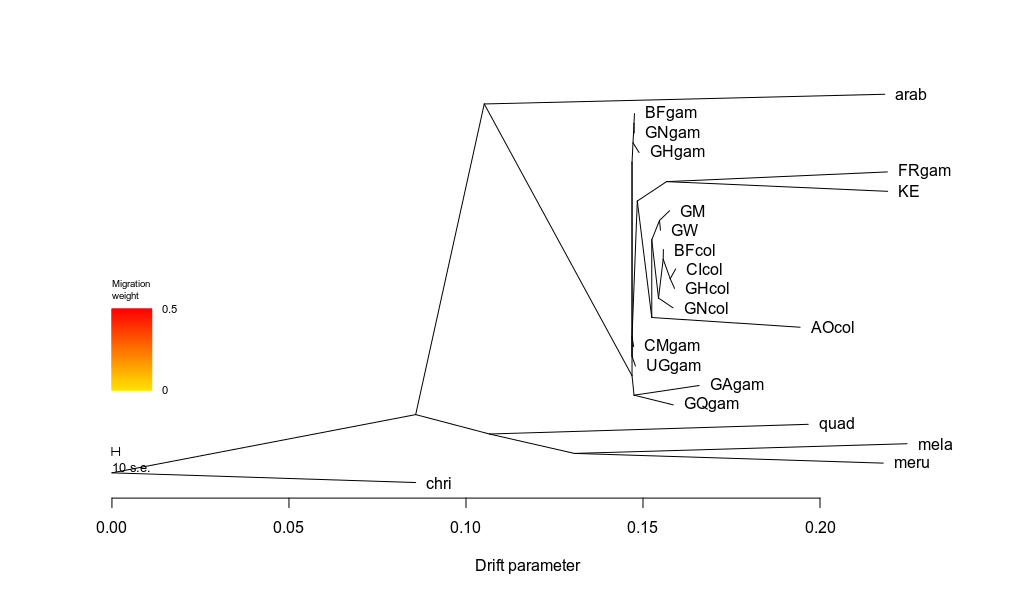 arab
BFgam
GNgam
GHgam
FRgam
KE
GM
GW
BFcol
CIcol
GHcol
GNcol
AOcol
CMgam
UGgam
GAgam
GQgam
quad
mela
meru
chri
Migration
weight
0.5
0
10 s.e.
0.00 0.05 0.10 0.15 0.20
Drift parameter